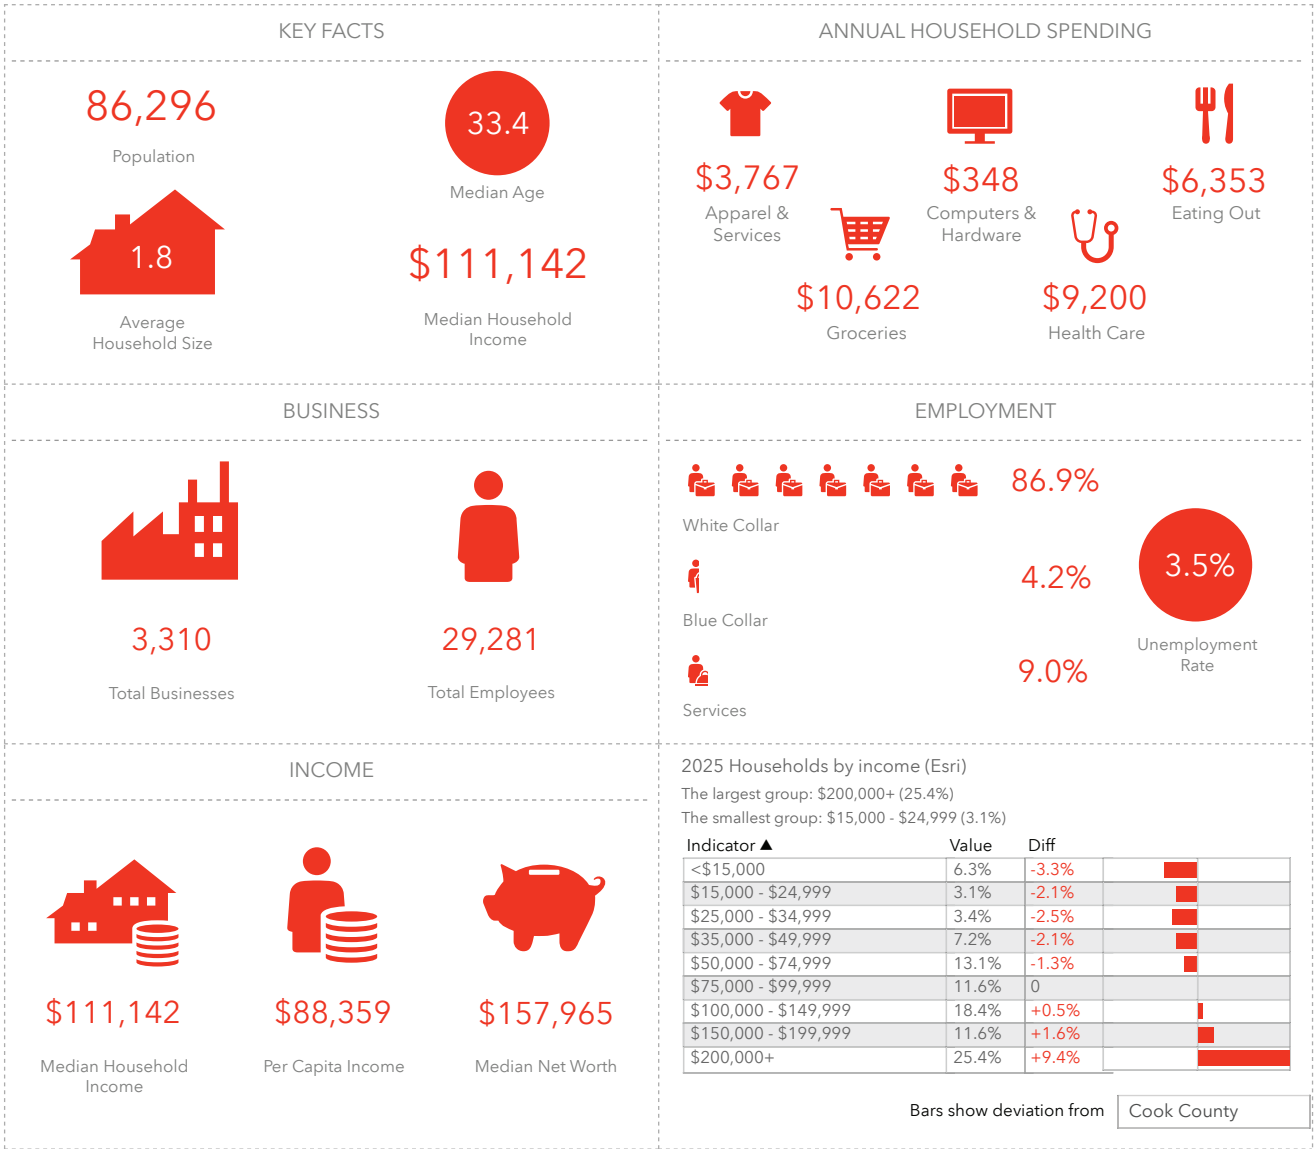 KEY FACTS
86,296
Population
33.4
Median Age
1.8
Average
Household Size
$111,142
Median Household
Income
ANNUAL HOUSEHOLD SPENDING
$3,767
Apparel &
Services
$348
Computers &
Hardware
$6,353
Eating Out
$10,622
Groceries
$9,200
Health Care
BUSINESS
3,310
Total Businesses
29,281
Total Employees
EMPLOYMENT
86.9%
White Collar
4.2%
Blue Collar
9.0%
Services
3.5%
Unemployment
Rate
INCOME
$111,142
Median Household
Income
$88,359
Per Capita Income
$157,965
Median Net Worth
2025 Households by income (Esri)
The largest group: $200,000+ (25.4%)
The smallest group: $15,000 - $24,999 (3.1%)
Indicator ▲ Value Diff
<$15,000 6.3% -3.3%
$15,000 - $24,999 3.1% -2.1%
$25,000 - $34,999 3.4% -2.5%
$35,000 - $49,999 7.2% -2.1%
$50,000 - $74,999 13.1% -1.3%
$75,000 - $99,999 11.6% 0
$100,000 - $149,999 18.4% +0.5%
$150,000 - $199,999 11.6% +1.6%
$200,000+ 25.4% +9.4%
Bars show deviation from Cook County